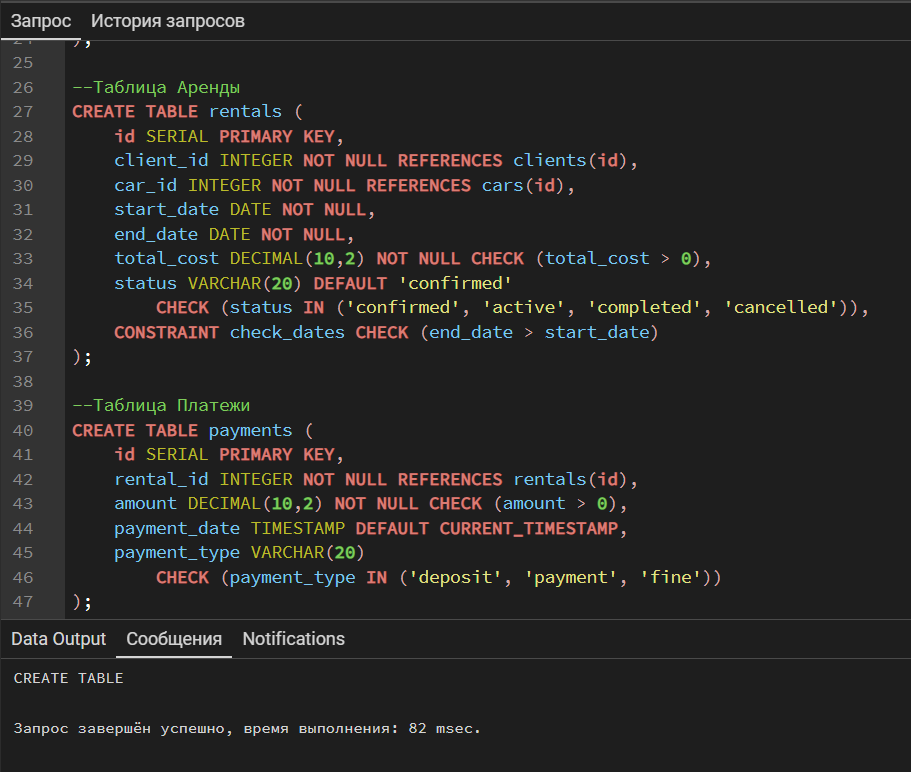 Запрос История запросов
24 );
25
26 --Таблица Аренды
27 CREATE TABLE rentals (
28 id SERIAL PRIMARY KEY,
29 client_id INTEGER NOT NULL REFERENCES clients(id),
30 car_id INTEGER NOT NULL REFERENCES cars(id),
31 start_date DATE NOT NULL,
32 end_date DATE NOT NULL,
33 total_cost DECIMAL(10,2) NOT NULL CHECK (total_cost > 0),
34 status VARCHAR(20) DEFAULT 'confirmed'
35 CHECK (status IN ('confirmed', 'active', 'completed', 'cancelled')),
36 CONSTRAINT check_dates CHECK (end_date > start_date)
37 );
38
39 --Таблица Платежи
40 CREATE TABLE payments (
41 id SERIAL PRIMARY KEY,
42 rental_id INTEGER NOT NULL REFERENCES rentals(id),
43 amount DECIMAL(10,2) NOT NULL CHECK (amount > 0),
44 payment_date TIMESTAMP DEFAULT CURRENT_TIMESTAMP,
45 payment_type VARCHAR(20)
46 CHECK (payment_type IN ('deposit', 'payment', 'fine'))
47 );
Data Output Сообщения Notifications
CREATE TABLE
Запрос завершён успешно, время выполнения: 82 msec.